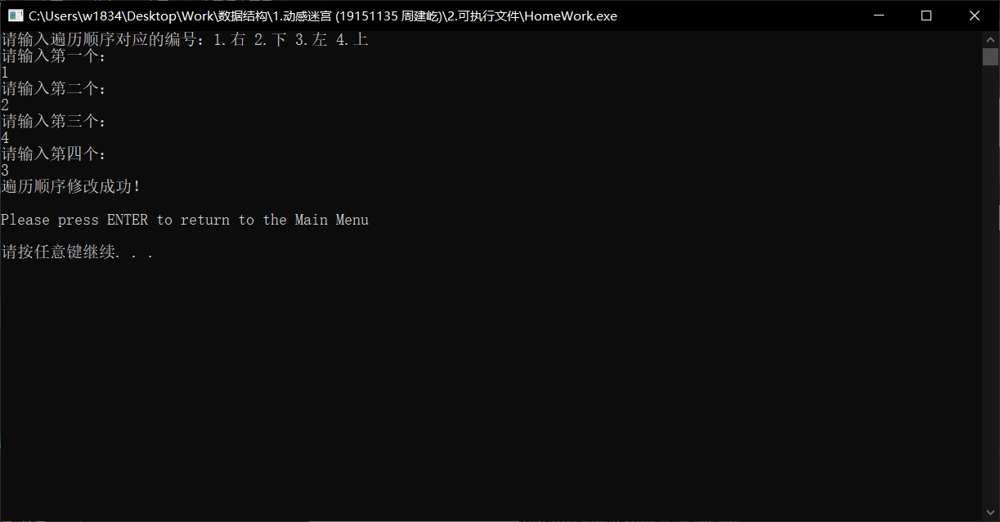 C:\Users\w1834\Desktop\Work\数据结构\1.动感迷宫 (19151135 周建屹)\2.可执行文件\HomeWork.exe
请输入遍历顺序对应的编号：1.右 2.下 3.左 4.上
请输入第一个：
1
请输入第二个：
2
请输入第三个：
4
请输入第四个：
3
遍历顺序修改成功！
Please press ENTER to return to the Main Menu
请按任意键继续. . .